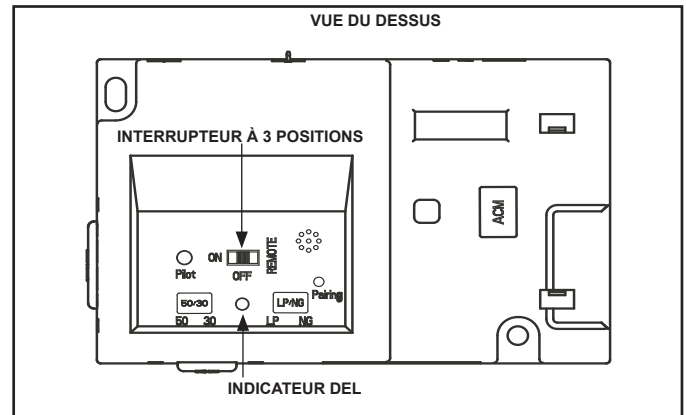 VUE DU DESSUS
INTERRUPTEUR À 3 POSITIONS
ACM
ON
REMOTE
OFF
Pilot
Pairing
50/30
LP/NG
50 30
LP NG
INDICATEUR DEL